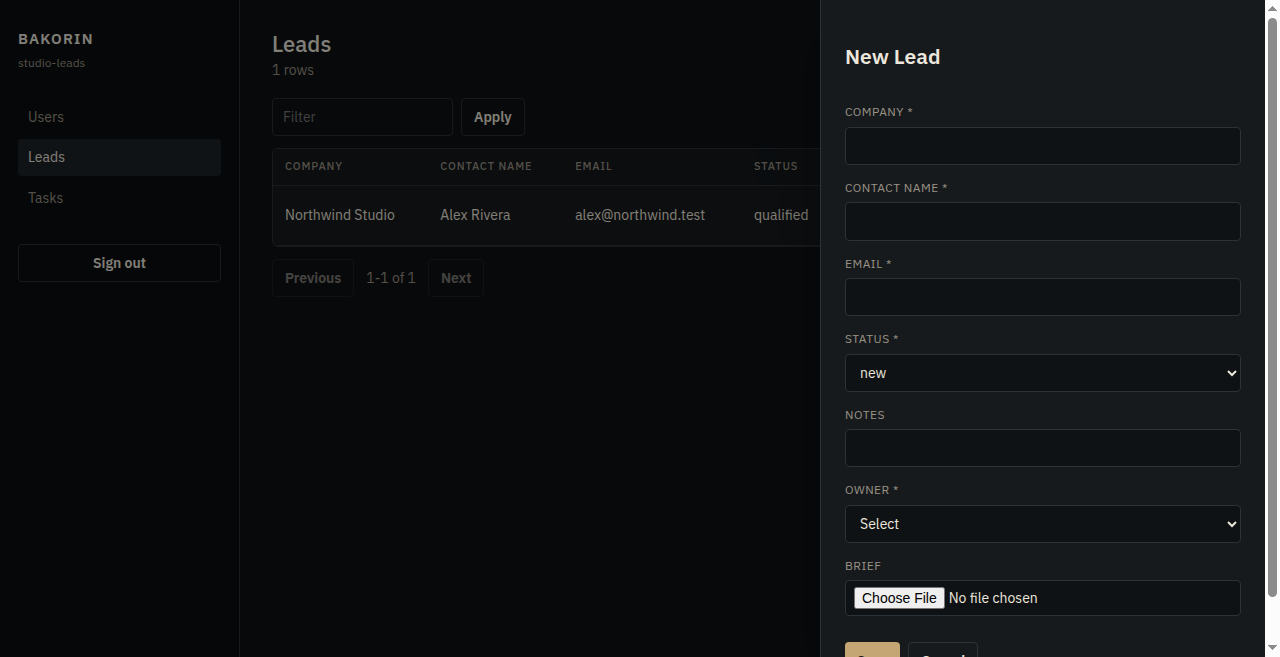 BAKORIN
studio-leads
Users
Leads
Tasks
Sign out
Leads
1 rows
Filter
Apply
COMPANY CONTACT NAME EMAIL STATUS
Northwind Studio Alex Rivera alex@northwind.test qualified
Previous 1-1 of 1 Next
New Lead
COMPANY *
CONTACT NAME *
EMAIL *
STATUS *
new
NOTES
OWNER *
Select
BRIEF
Choose File No file chosen